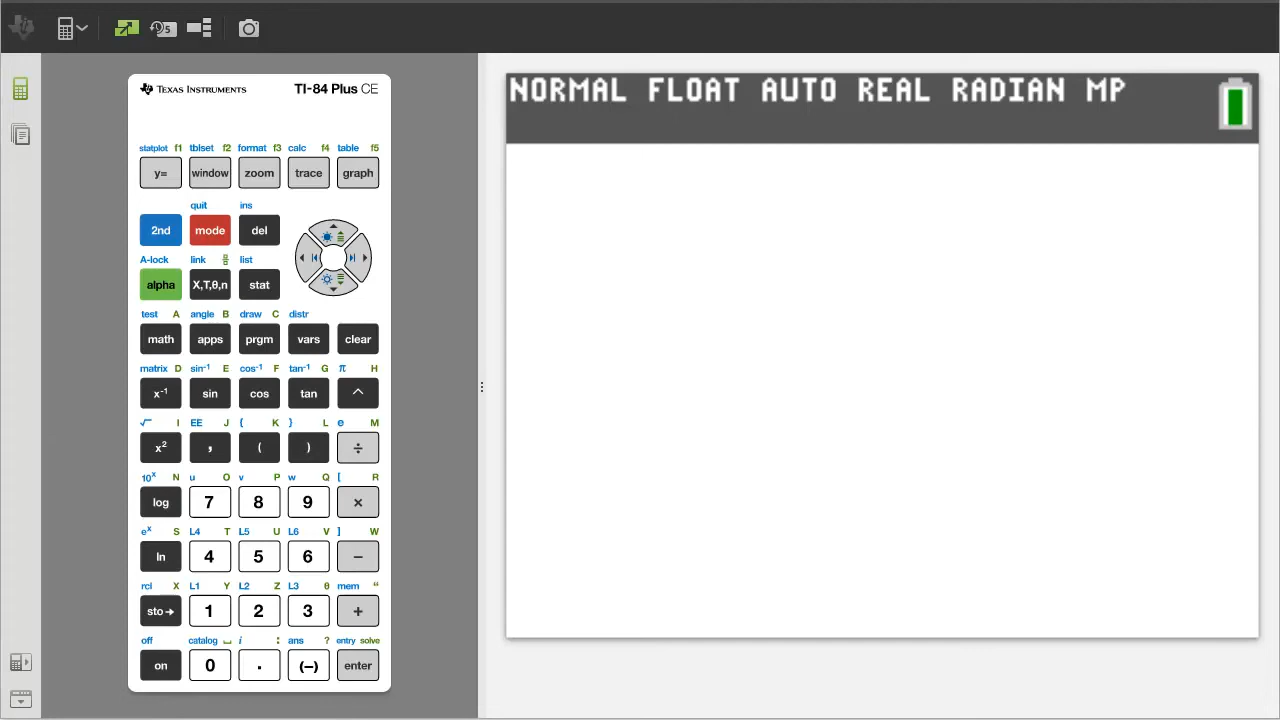 NORMAL FLOAT AUTO REAL RADIAN MP
TEXAS INSTRUMENTS TI-84 Plus CE
statplot f1 tblset f2 format f3 calc f4 table f5
y= window zoom trace graph
quit ins
2nd mode del
A-lock link list
alpha X,T,θ,n stat
test A angle B draw C distr
math apps prgm vars clear
matrix D sin-1 E cos-1 F tan-1 G π H
x-1 sin cos tan ^
√ I EE J { K } L e M
x2 , ( ) ÷
10x N u O v P w Q [ R
log 7 8 9 ×
ex S L4 T L5 U L6 V ] W
ln 4 5 6 −
rcl X L1 Y L2 Z L3 θ mem “
sto→ 1 2 3 +
off catalog ⎵ i : ans ? entry solve
on 0 . (−) enter